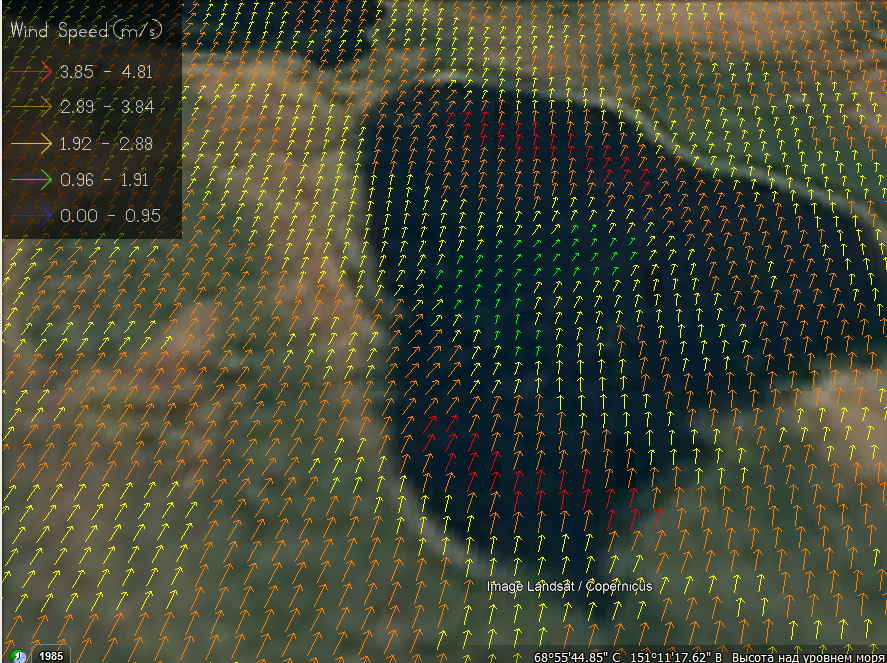 Wind Speed(m/s)
3.85 - 4.81
2.89 - 3.84
1.92 - 2.88
0.96 - 1.91
0.00 - 0.95
Image Landsat / Copernicus
1985
68°55'44.85" С 151°11'17.62" В Высота над уровнем моря